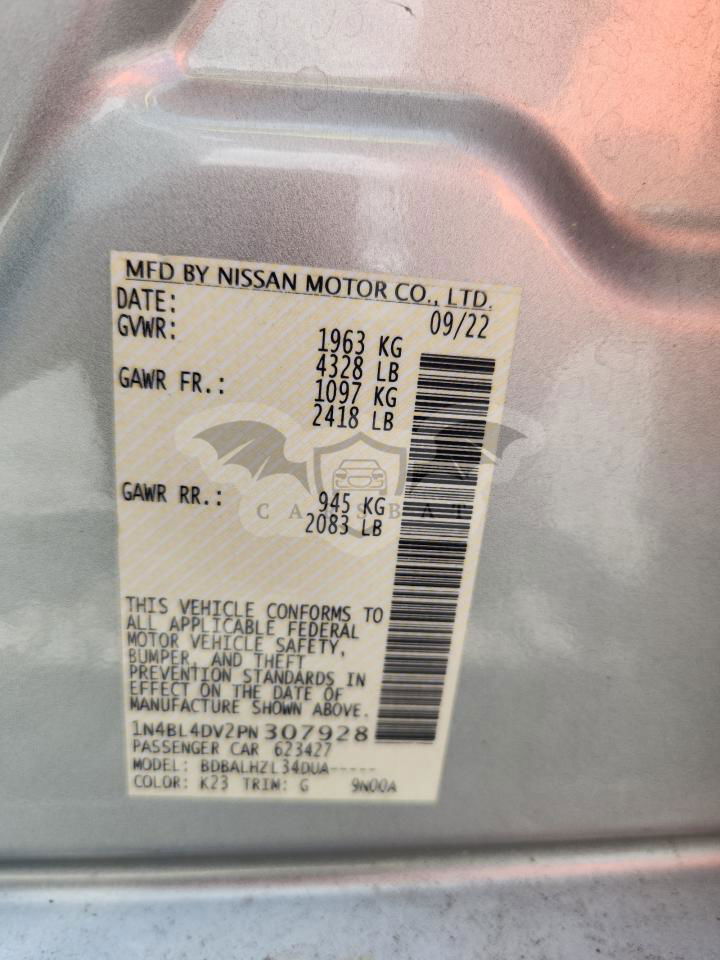 MFD BY NISSAN MOTOR CO., LTD.
DATE: 09/22
GVWR: 1963 KG
4328 LB
GAWR FR.: 1097 KG
2418 LB
GAWR RR.: 945 KG
CARSBAT
2083 LB
THIS VEHICLE CONFORMS TO
ALL APPLICABLE FEDERAL
MOTOR VEHICLE SAFETY,
BUMPER, AND THEFT
PREVENTION STANDARDS IN
EFFECT ON THE DATE OF
MANUFACTURE SHOWN ABOVE.
1N4BL4DV2PN307928
PASSENGER CAR 623427
MODEL: BDBALHZL34DUA-----
COLOR: K23 TRIM: G 9N00A